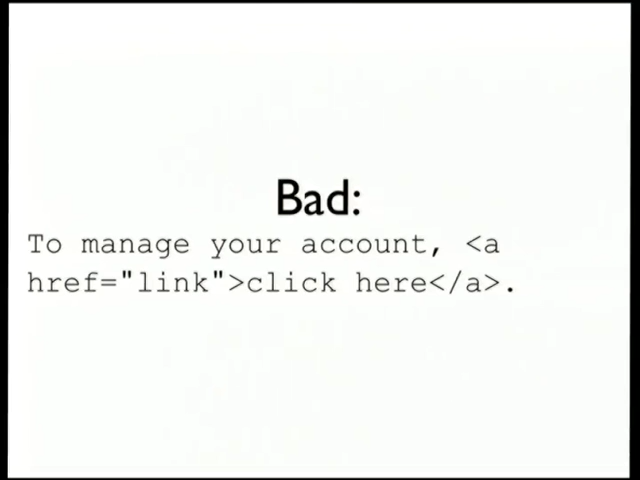 Bad:
To manage your account, <a
href="link">click here</a>.